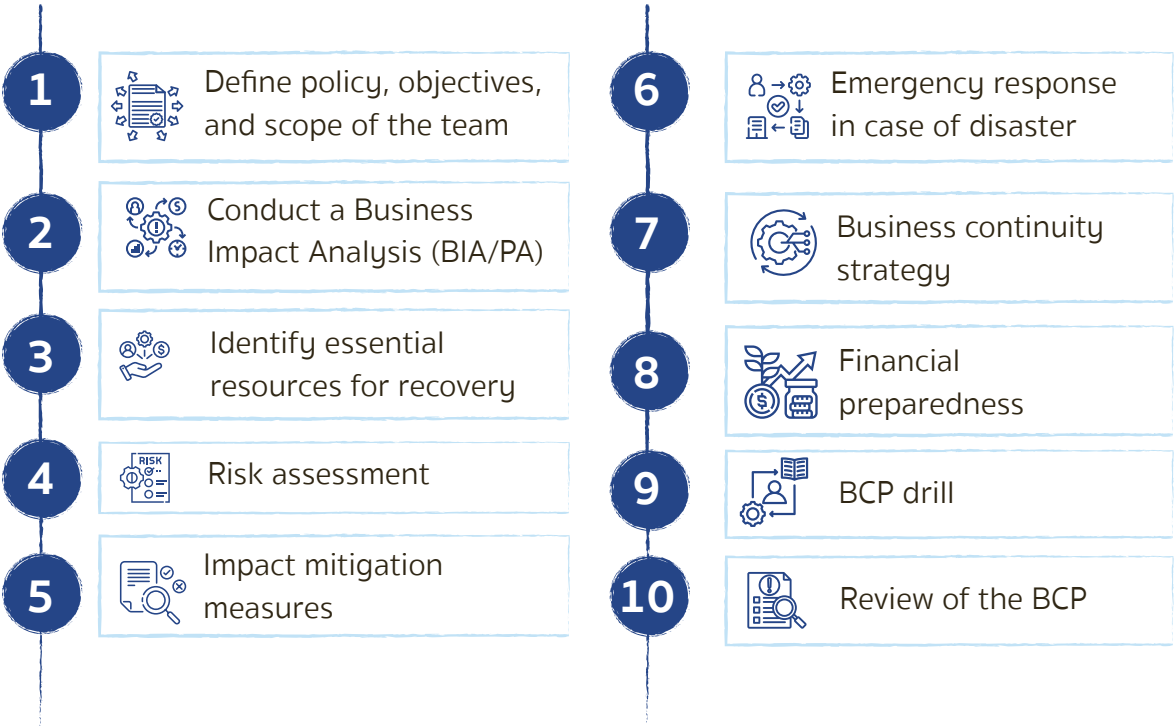 1
Define policy, objectives,
and scope of the team
2
Conduct a Business
Impact Analysis (BIA/PA)
3
Identify essential
resources for recovery
4
RISK
Risk assessment
5
Impact mitigation
measures
6
Emergency response
in case of disaster
7
Business continuity
strategy
8
Financial
preparedness
9
BCP drill
10
Review of the BCP